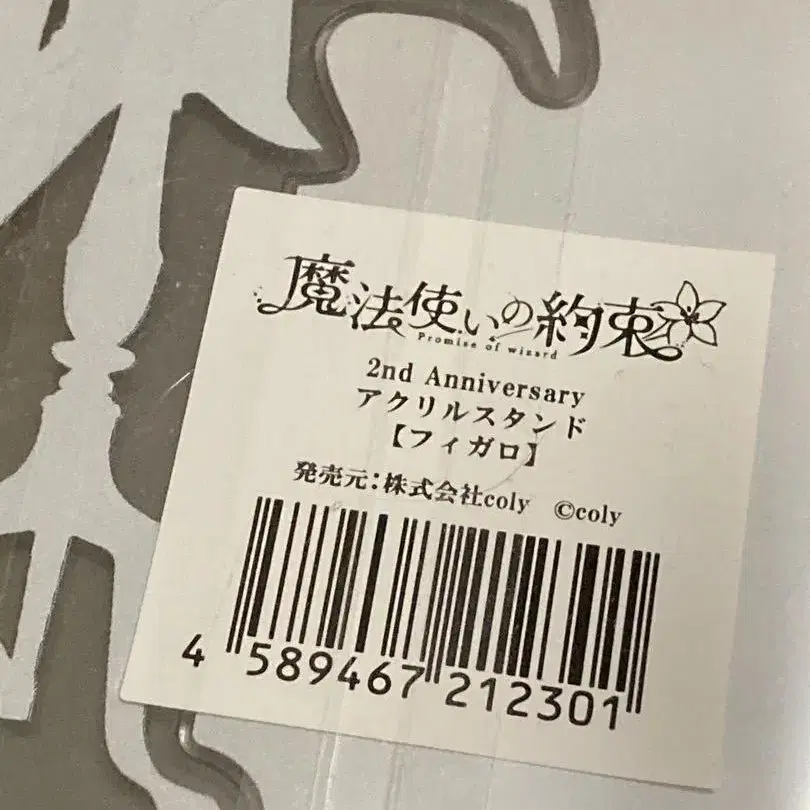 魔法使いの約束
Promise of wizard
2nd Anniversary
アクリルスタンド
【フィガロ】
発売元:株式会社coly ©coly
4 589467 212301